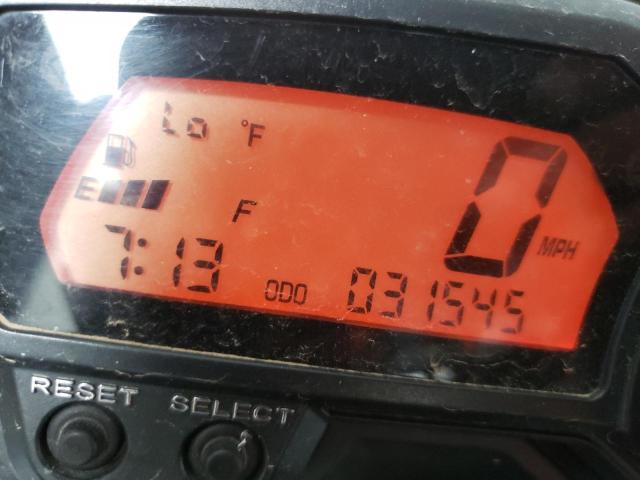 Lo °F
E F
0 MPH
7:13 ODO 031545
RESET SELECT